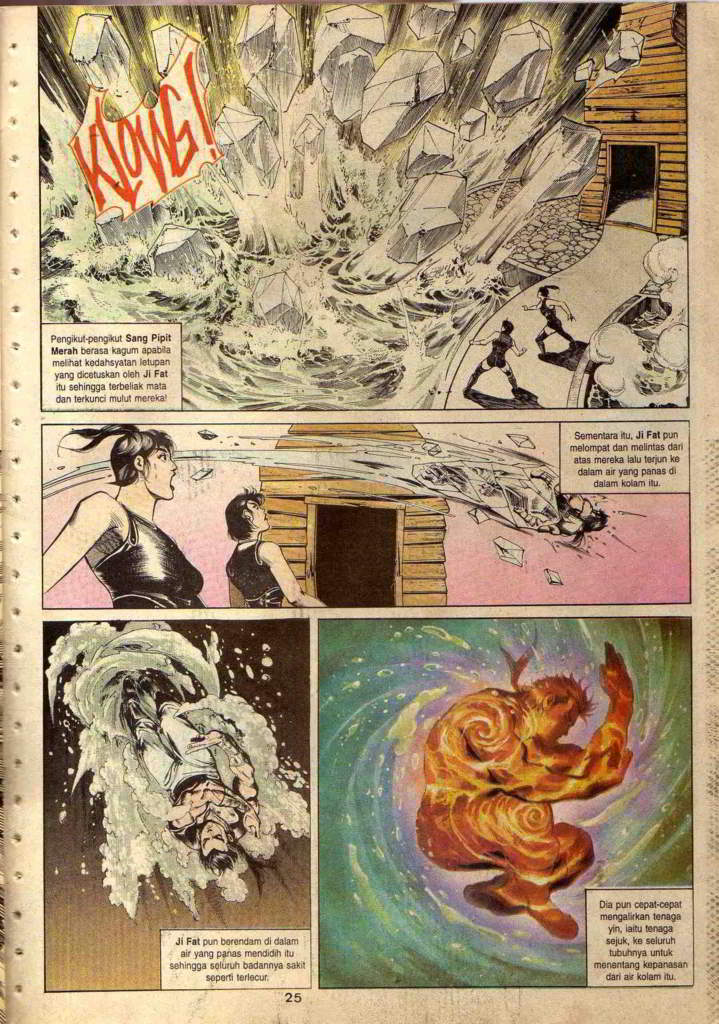 KLOWG!
Pengikut-pengikut Sang Pipit
Merah berasa kagum apabila
melihat kedahsyatan letupan
yang dicetuskan oleh Ji Fat
itu sehingga terbeliak mata
dan terkunci mulut mereka!
Sementara itu, Ji Fat pun
melompat dan melintas dari
atas mereka lalu terjun ke
dalam air yang panas di
dalam kolam itu.
Ji Fat pun berendam di dalam
air yang panas mendidih itu
sehingga seluruh badannya sakit
seperti terlecur.
Dia pun cepat-cepat
mengalirkan tenaga
yin, iaitu tenaga
sejuk, ke seluruh
tubuhnya untuk
menentang kepanasan
dari air kolam itu.
25